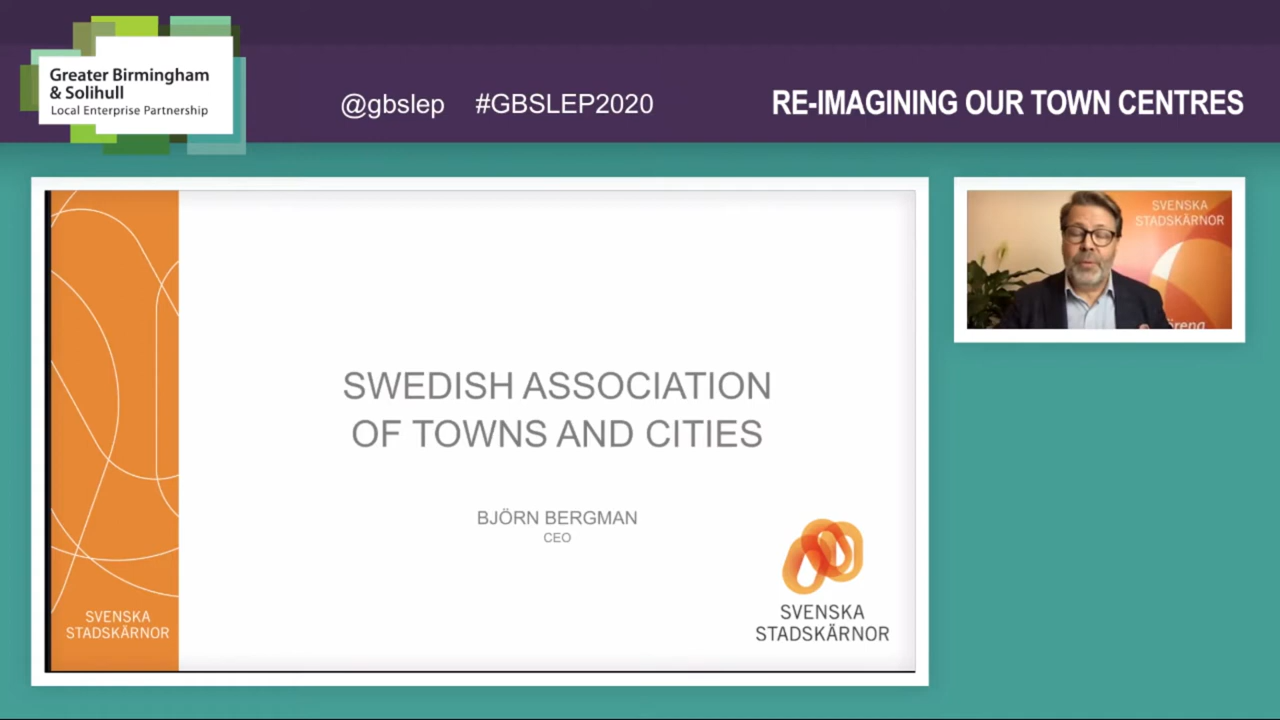 Greater Birmingham
& Solihull
Local Enterprise Partnership
@gbslep #GBSLEP2020
RE-IMAGINING OUR TOWN CENTRES
SWEDISH ASSOCIATION
OF TOWNS AND CITIES
BJÖRN BERGMAN
CEO
SVENSKA
STADSKÄRNOR
SVENSKA
STADSKÄRNOR
SVENSKA
STADSKÄRNOR